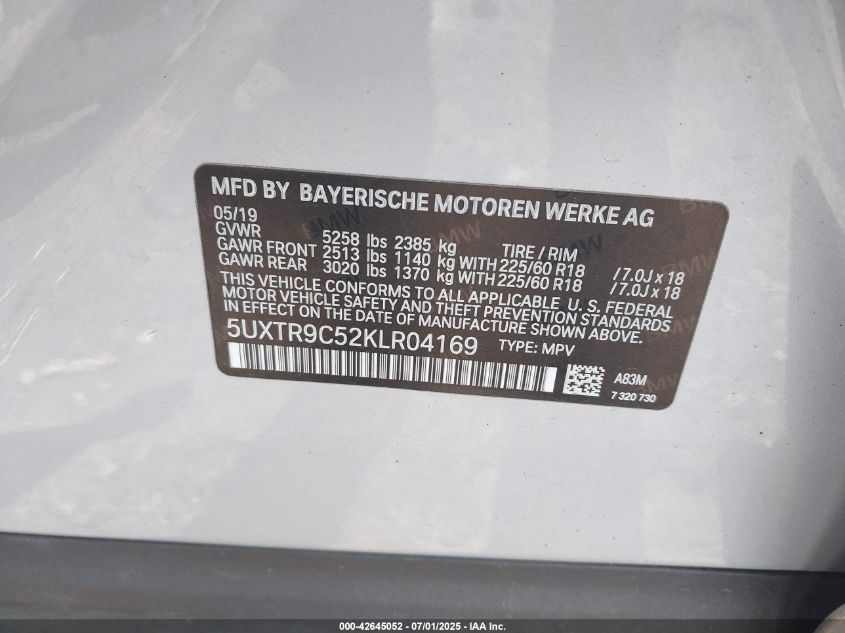 MFD BY BAYERISCHE MOTOREN WERKE AG
05/19
GVWR 5258 lbs 2385 kg TIRE / RIM
GAWR FRONT 2513 lbs 1140 kg WITH 225/60 R18 / 7.0J x 18
GAWR REAR 3020 lbs 1370 kg WITH 225/60 R18 / 7.0J x 18
THIS VEHICLE CONFORMS TO ALL APPLICABLE U. S. FEDERAL
MOTOR VEHICLE SAFETY AND THEFT PREVENTION STANDARDS
IN EFFECT ON THE DATE OF MANUFACTURE SHOWN ABOVE.
5UXTR9C52KLR04169 TYPE: MPV
A83M
7 320 730
000-42645052 / 07/01/2025 - IAA Inc.